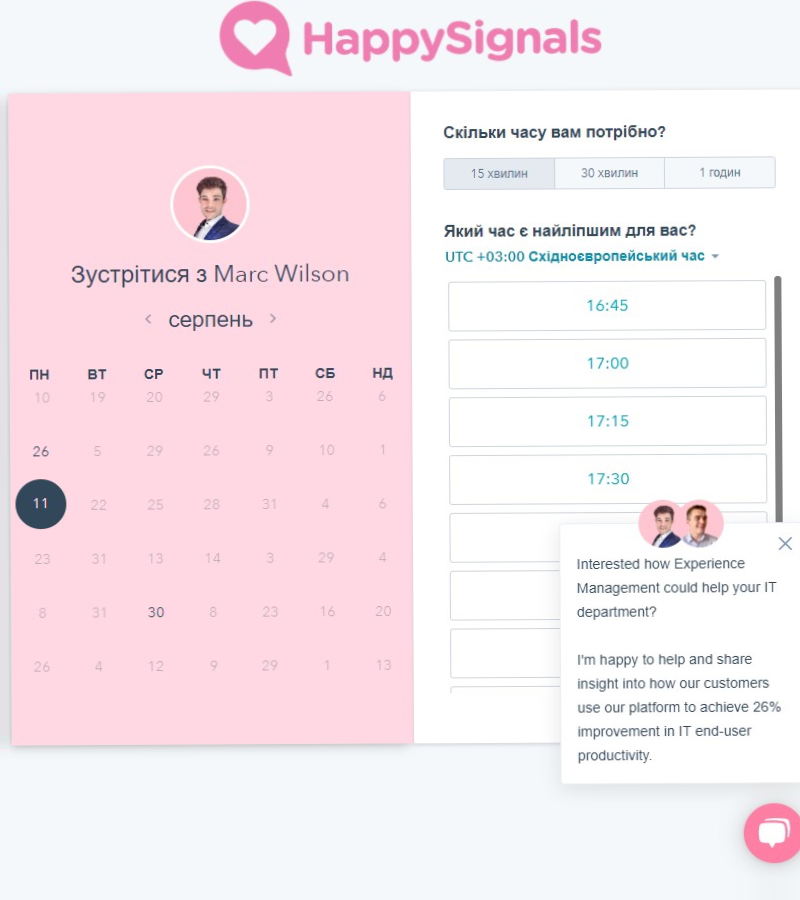 HappySignals
Зустрітися з Marc Wilson
серпень
ПН ВТ СР ЧТ ПТ СБ НД
10 19 20 29 3 26 6
26 5 29 26 9 10 1
11 22 25 28 31 4 6
23 31 13 14 3 29 4
8 31 30 8 23 16 20
26 4 12 9 29 1 13
Скільки часу вам потрібно?
15 хвилин 30 хвилин 1 годин
Який час є найліпшим для вас?
UTC +03:00 Східноєвропейський час
16:45
17:00
17:15
17:30
Interested how Experience
Management could help your IT
department?
I'm happy to help and share
insight into how our customers
use our platform to achieve 26%
improvement in IT end-user
productivity.